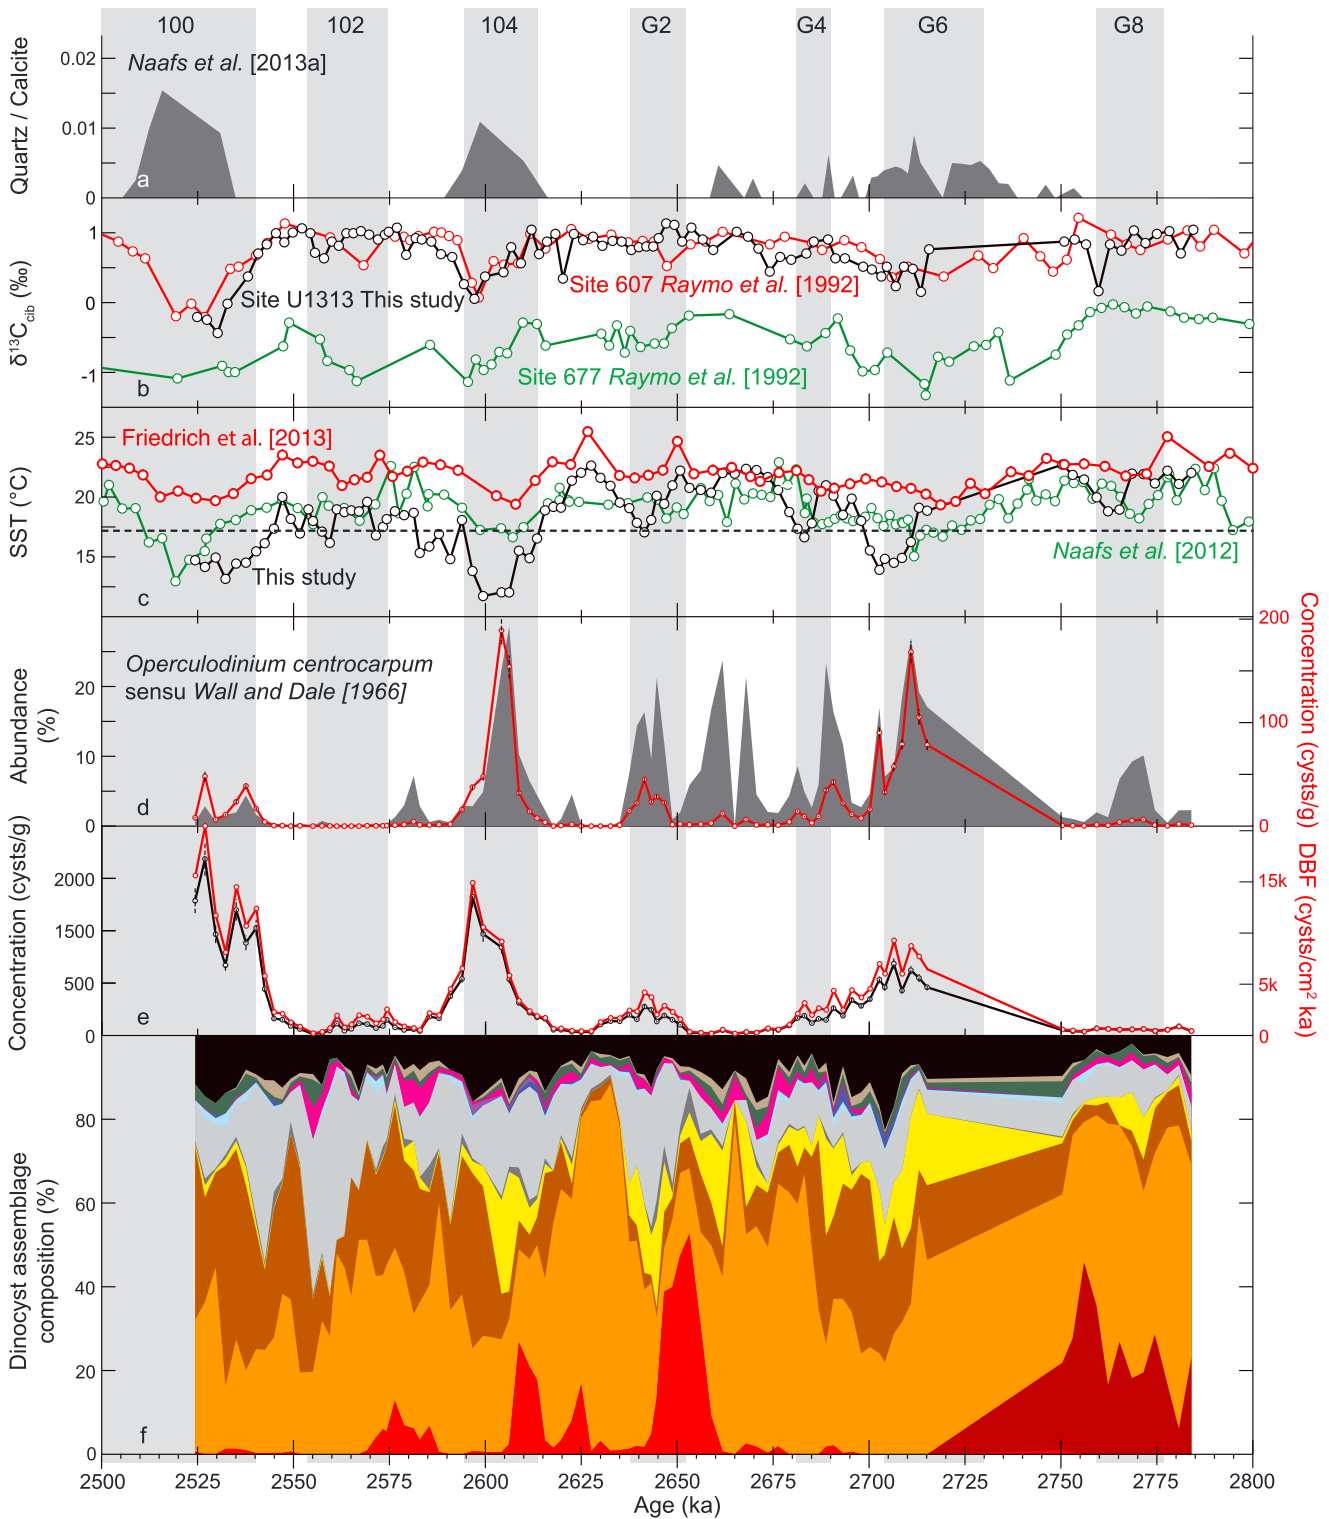 100 102 104 G2 G4 G6 G8
Quartz / Calcite
0.02
0.01
0
Naafs et al. [2013a]
a
δ13Ccib (‰)
1
0
-1
Site 607 Raymo et al. [1992]
Site U1313 This study
Site 677 Raymo et al. [1992]
b
SST (°C)
25
20
15
Friedrich et al. [2013]
Naafs et al. [2012]
This study
c
Abundance
(%)
20
10
0
Operculodinium centrocarpum
sensu Wall and Dale [1966]
d
Concentration (cysts/g)
200
100
0
Concentration (cysts/g)
2000
1500
500
0
e
DBF (cysts/cm2 ka)
15k
5k
0
Dinocyst assemblage
composition (%)
80
60
40
20
0
f
2500 2525 2550 2575 2600 2625 2650 2675 2700 2725 2750 2775 2800
Age (ka)